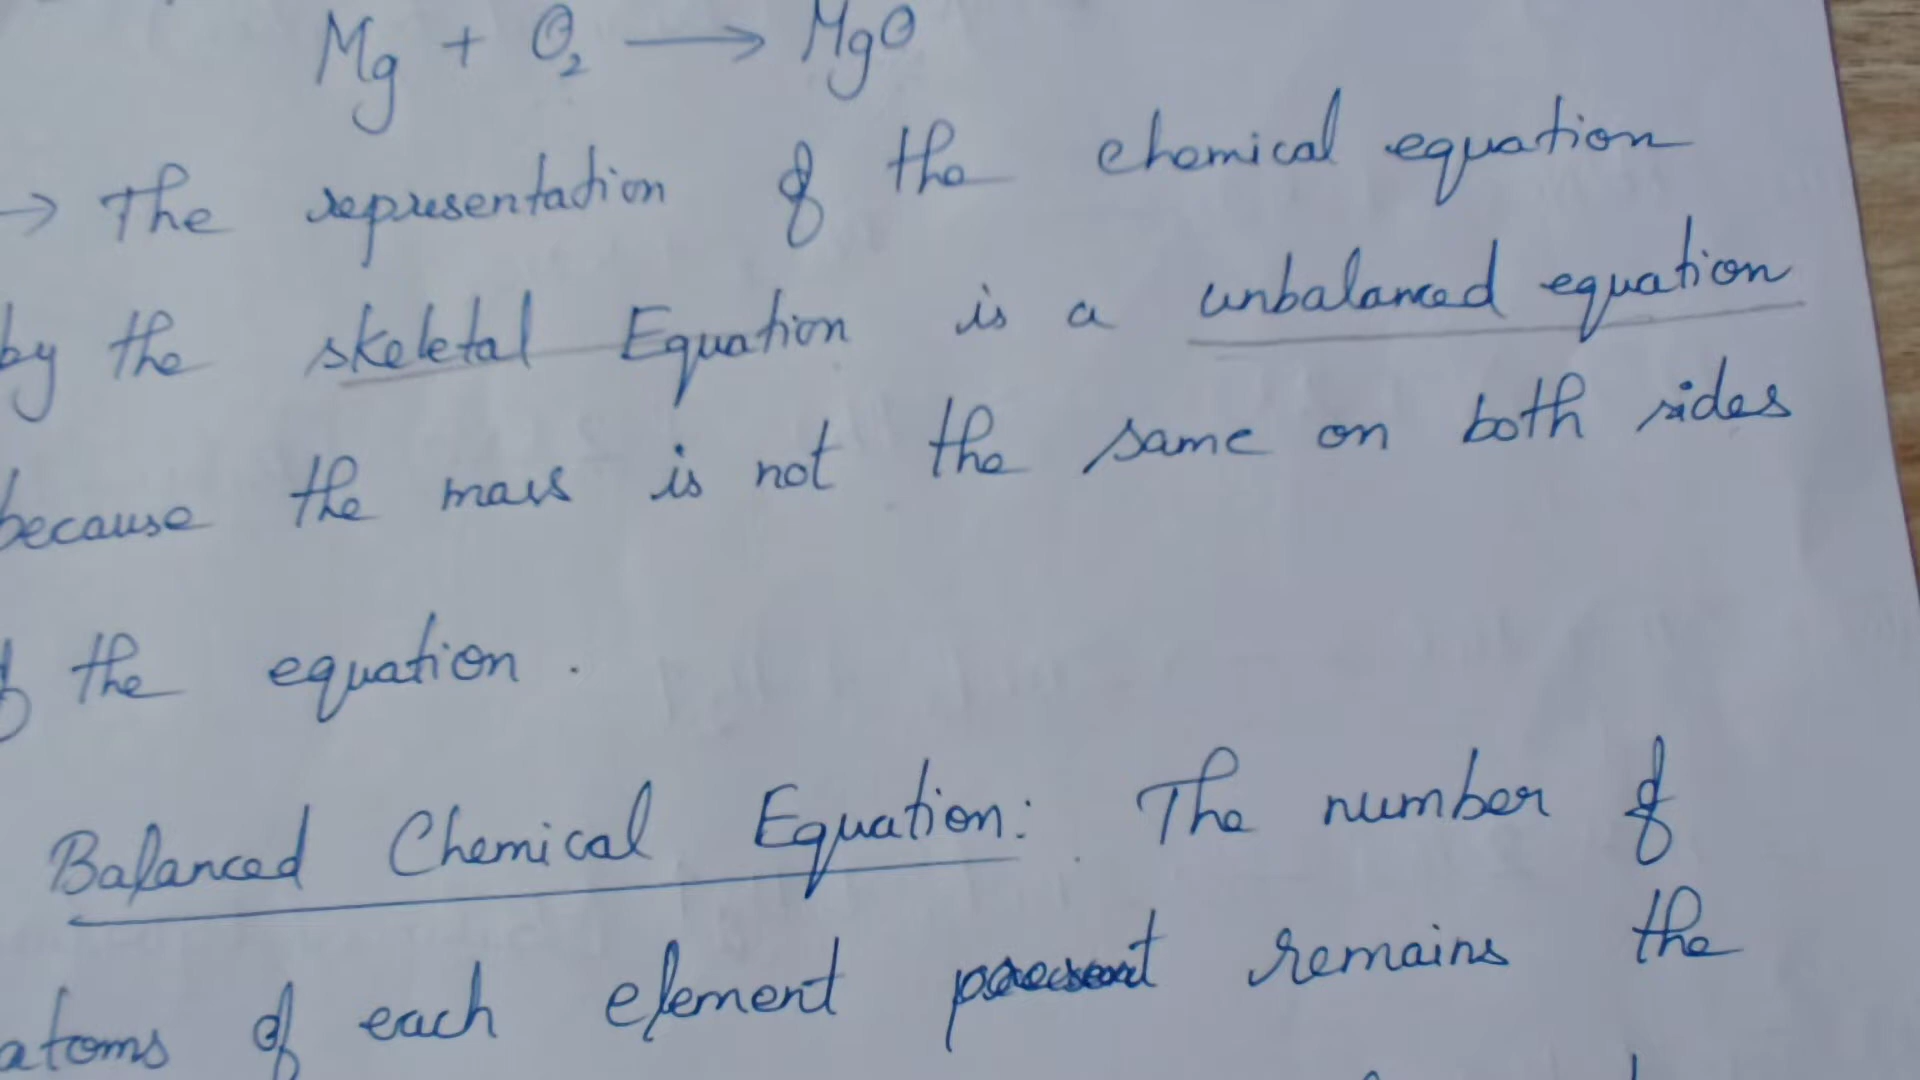 Mg + O₂ → MgO
→ The representation of the chemical equation
by the skeletal Equation is a unbalanced equation
because the mass is not the same on both sides
of the equation.
Balanced Chemical Equation: The number of
atoms of each element present remains the